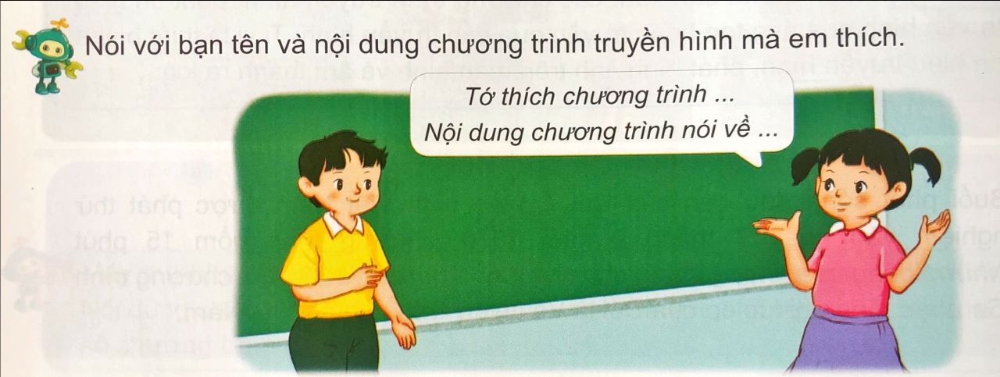 Nói với bạn tên và nội dung chương trình truyền hình mà em thích.
Tớ thích chương trình ...
Nội dung chương trình nói về ...